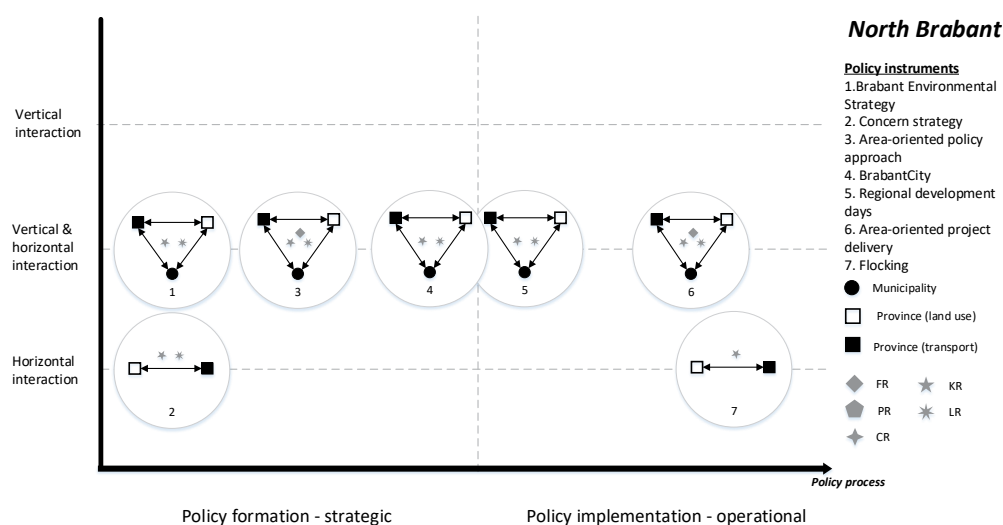 North Brabant
Policy instruments
1.Brabant Environmental
Strategy
2. Concern strategy
3. Area-oriented policy
approach
4. BrabantCity
5. Regional development
days
6. Area-oriented project
delivery
7. Flocking
Municipality
Province (land use)
Province (transport)
FR
KR
PR
LR
CR
Vertical
interaction
Vertical &
horizontal
interaction
1
3
4
5
6
Horizontal
interaction
2
7
Policy process
Policy formation - strategic
Policy implementation - operational